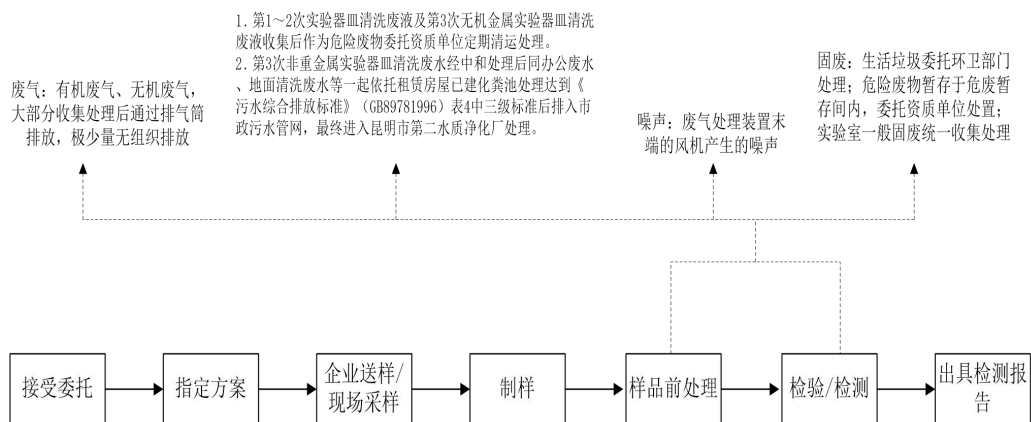 废气：有机废气、无机废气，
大部分收集处理后通过排气筒
排放，极少量无组织排放
1. 第1～2次实验器皿清洗废液及第3次无机金属实验器皿清洗
废液收集后作为危险废物委托资质单位定期清运处理。
2. 第3次非重金属实验器皿清洗废水经中和处理后同办公废水
、地面清洗废水等一起依托租赁房屋已建化粪池处理达到《
污水综合排放标准》（GB89781996）表4中三级标准后排入市
政污水管网，最终进入昆明市第二水质净化厂处理。
噪声：废气处理装置末
端的风机产生的噪声
固废：生活垃圾委托环卫部门
处理；危险废物暂存于危废暂
存间内，委托资质单位处置；
实验室一般固废统一收集处理
接受委托
指定方案
企业送样/
现场采样
制样
样品前处理
检验/检测
出具检测报
告